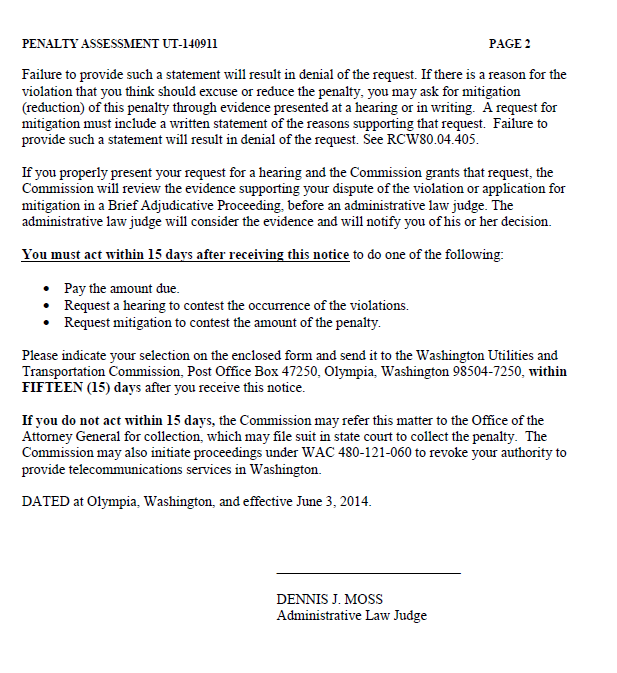 PENALTY ASSESSMENT UT-140911 PAGE 2
Failure to provide such a statement will result in denial of the request. If there is a reason for the
violation that you think should excuse or reduce the penalty, you may ask for mitigation
(reduction) of this penalty through evidence presented at a hearing or in writing. A request for
mitigation must include a written statement of the reasons supporting that request. Failure to
provide such a statement will result in denial of the request. See RCW80.04.405.
If you properly present your request for a hearing and the Commission grants that request, the
Commission will review the evidence supporting your dispute of the violation or application for
mitigation in a Brief Adjudicative Proceeding, before an administrative law judge. The
administrative law judge will consider the evidence and will notify you of his or her decision.
You must act within 15 days after receiving this notice to do one of the following:
• Pay the amount due.
• Request a hearing to contest the occurrence of the violations.
• Request mitigation to contest the amount of the penalty.
Please indicate your selection on the enclosed form and send it to the Washington Utilities and
Transportation Commission, Post Office Box 47250, Olympia, Washington 98504-7250, within
FIFTEEN (15) days after you receive this notice.
If you do not act within 15 days, the Commission may refer this matter to the Office of the
Attorney General for collection, which may file suit in state court to collect the penalty. The
Commission may also initiate proceedings under WAC 480-121-060 to revoke your authority to
provide telecommunications services in Washington.
DATED at Olympia, Washington, and effective June 3, 2014.
DENNIS J. MOSS
Administrative Law Judge